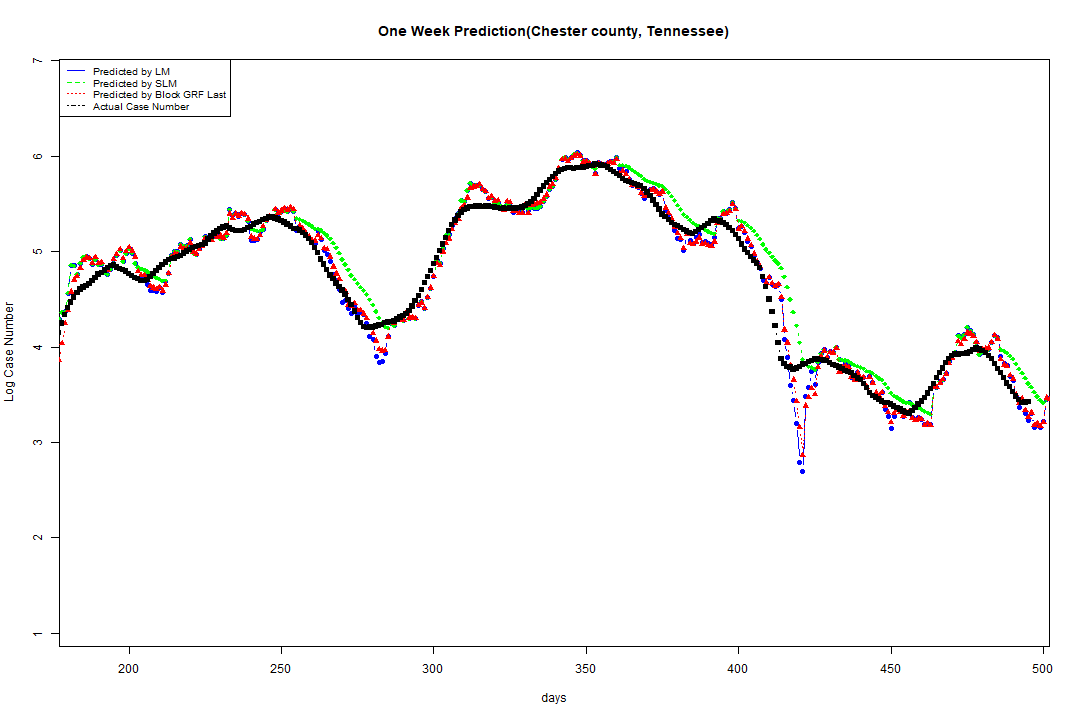 One Week Prediction(Chester county, Tennessee)
7
Predicted by LM
Predicted by SLM
Predicted by Block GRF Last
Actual Case Number
6
5
4
3
2
1
Log Case Number
200 250 300 350 400 450 500
days